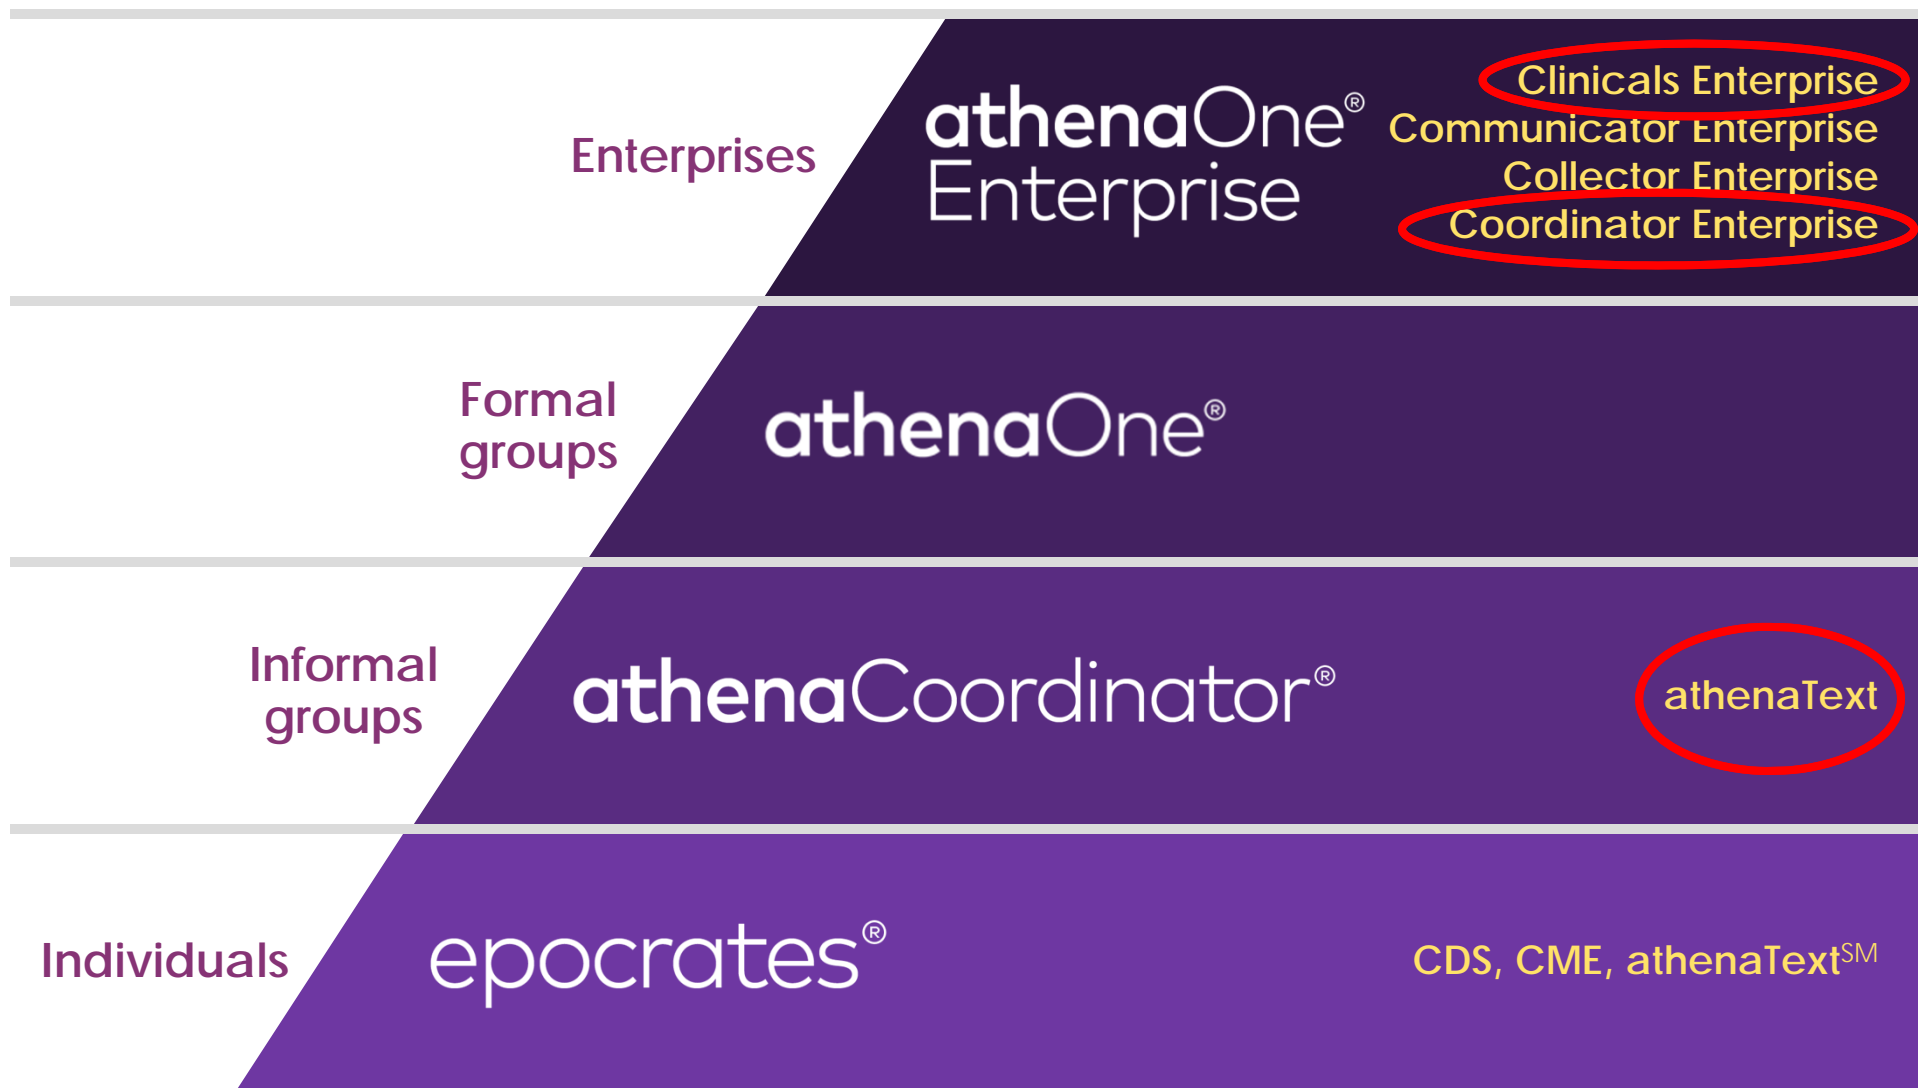 Enterprises
athenaOne®
Enterprise
Clinicals Enterprise
Communicator Enterprise
Collector Enterprise
Coordinator Enterprise
Formal
groups
athenaOne®
Informal
groups
athenaCoordinator®
athenaText
Individuals
epocrates®
CDS, CME, athenaText℠